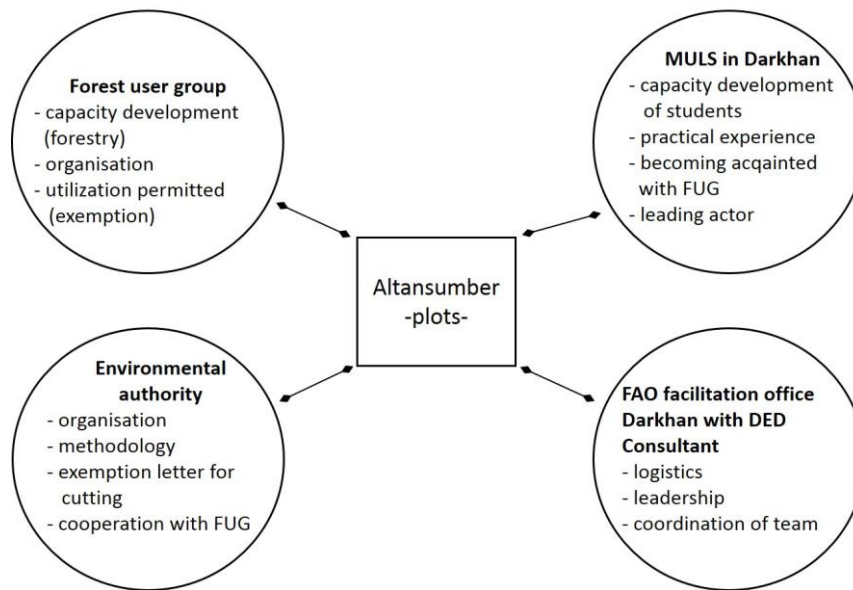 Forest user group
- capacity development
(forestry)
- organisation
- utilization permitted
(exemption)
MULS in Darkhan
- capacity development
of students
- practical experience
- becoming acqainted
with FUG
- leading actor
Altansumber
-plots-
Environmental
authority
- organisation
- methodology
- exemption letter for
cutting
- cooperation with FUG
FAO facilitation office
Darkhan with DED
Consultant
- logistics
- leadership
- coordination of team